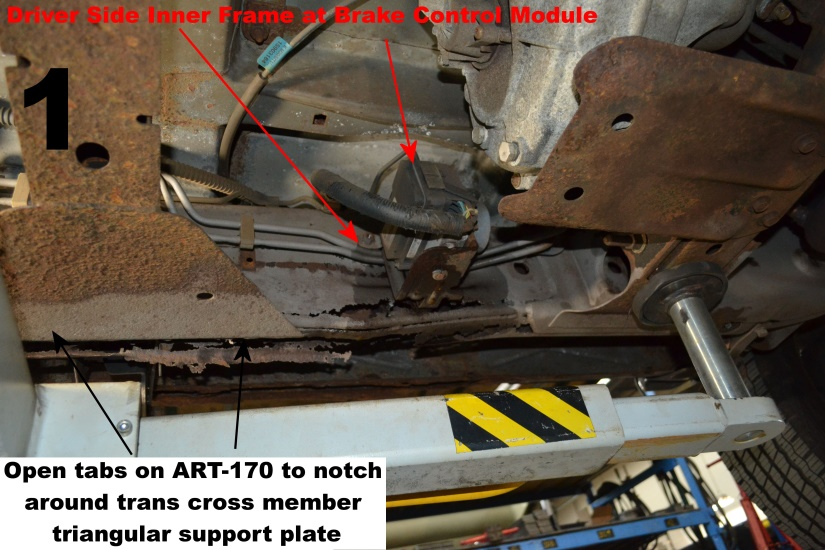 Driver Side Inner Frame at Brake Control Module
1
Open tabs on ART-170 to notch
around trans cross member
triangular support plate